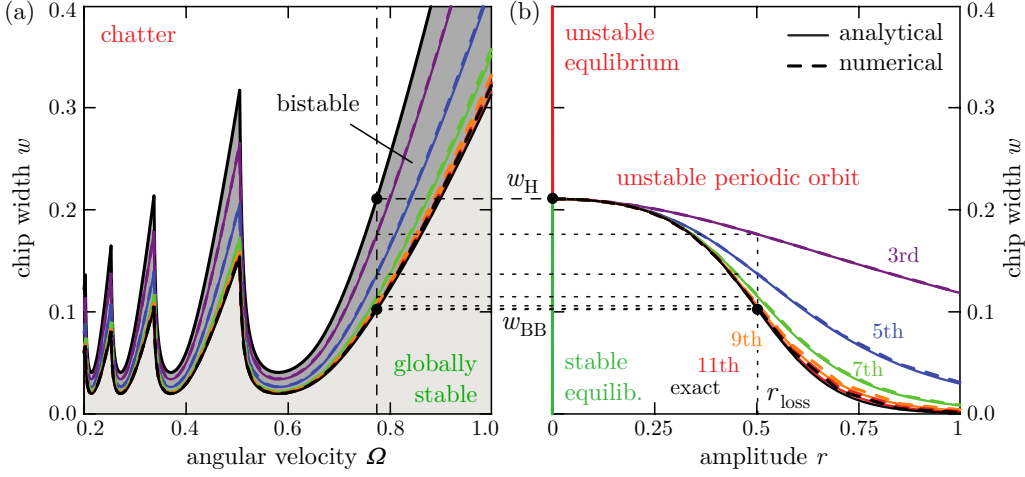 (a)
chatter
bistable
globally
stable
chip width w
0.4
0.3
0.2
0.1
0.0
0.2
0.4
0.6
0.8
1.0
angular velocity Ω
(b)
unstable
equlibrium
analytical
numerical
w_H
unstable periodic orbit
3rd
5th
7th
9th
11th
exact
w_BB
stable
equilib.
r_loss
0
0.25
0.5
0.75
1
amplitude r
0.4
0.3
0.2
0.1
0.0
chip width w